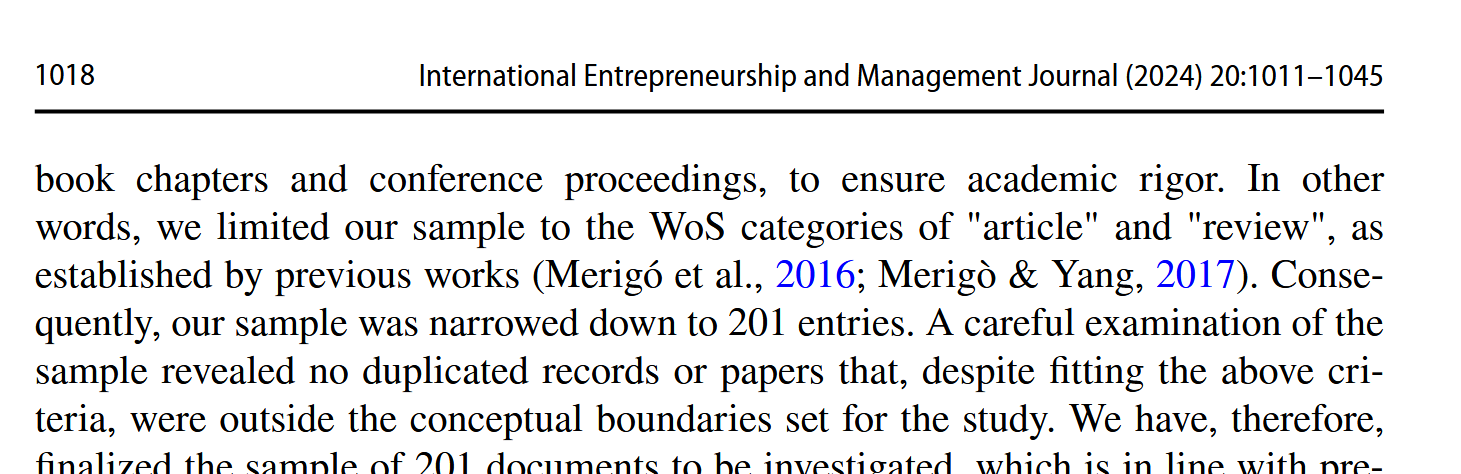 1018 International Entrepreneurship and Management Journal (2024) 20:1011–1045
book chapters and conference proceedings, to ensure academic rigor. In other
words, we limited our sample to the WoS categories of "article" and "review", as
established by previous works (Merigó et al., 2016; Merigò & Yang, 2017). Conse-
quently, our sample was narrowed down to 201 entries. A careful examination of the
sample revealed no duplicated records or papers that, despite fitting the above cri-
teria, were outside the conceptual boundaries set for the study. We have, therefore,
finalized the sample of 201 documents to be investigated, which is in line with pre-